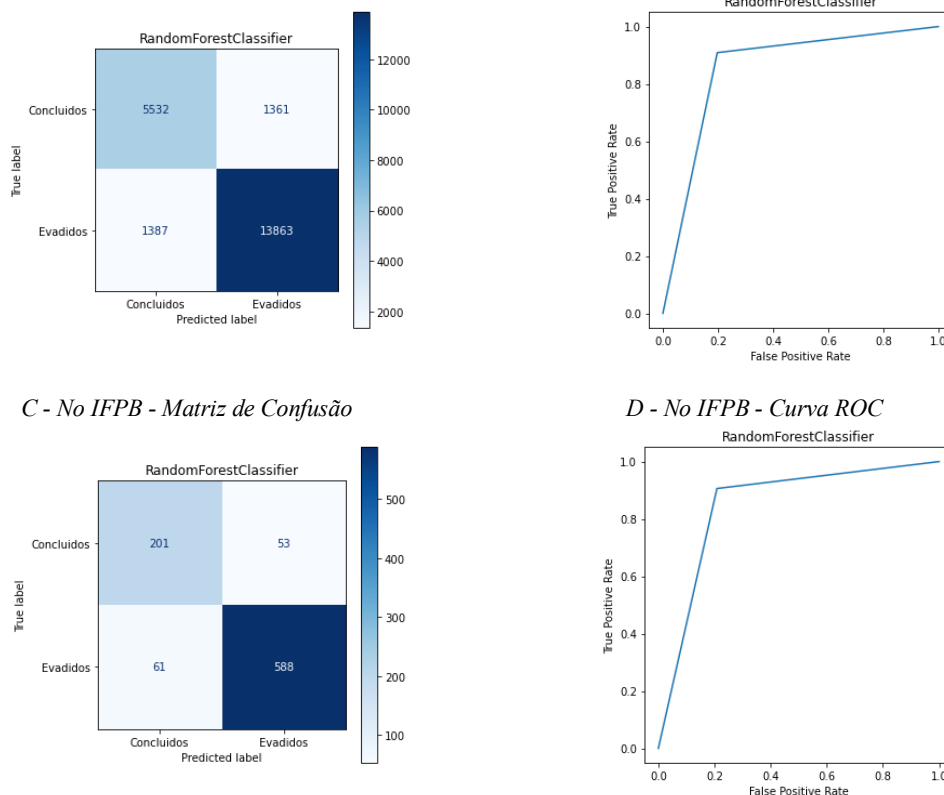 RandomForestClassifier
12000
10000
8000
6000
4000
2000
True label
Concluidos
5532
1361
Evadidos
1387
13863
Concluidos
Evadidos
Predicted label
RandomForestClassifier
True Positive Rate
1.0
0.8
0.6
0.4
0.2
0.0
0.0
0.2
0.4
0.6
0.8
1.0
False Positive Rate
C - No IFPB - Matriz de Confusão
D - No IFPB - Curva ROC
RandomForestClassifier
500
400
300
200
100
True label
Concluidos
201
53
Evadidos
61
588
Concluidos
Evadidos
Predicted label
RandomForestClassifier
True Positive Rate
1.0
0.8
0.6
0.4
0.2
0.0
0.0
0.2
0.4
0.6
0.8
1.0
False Positive Rate